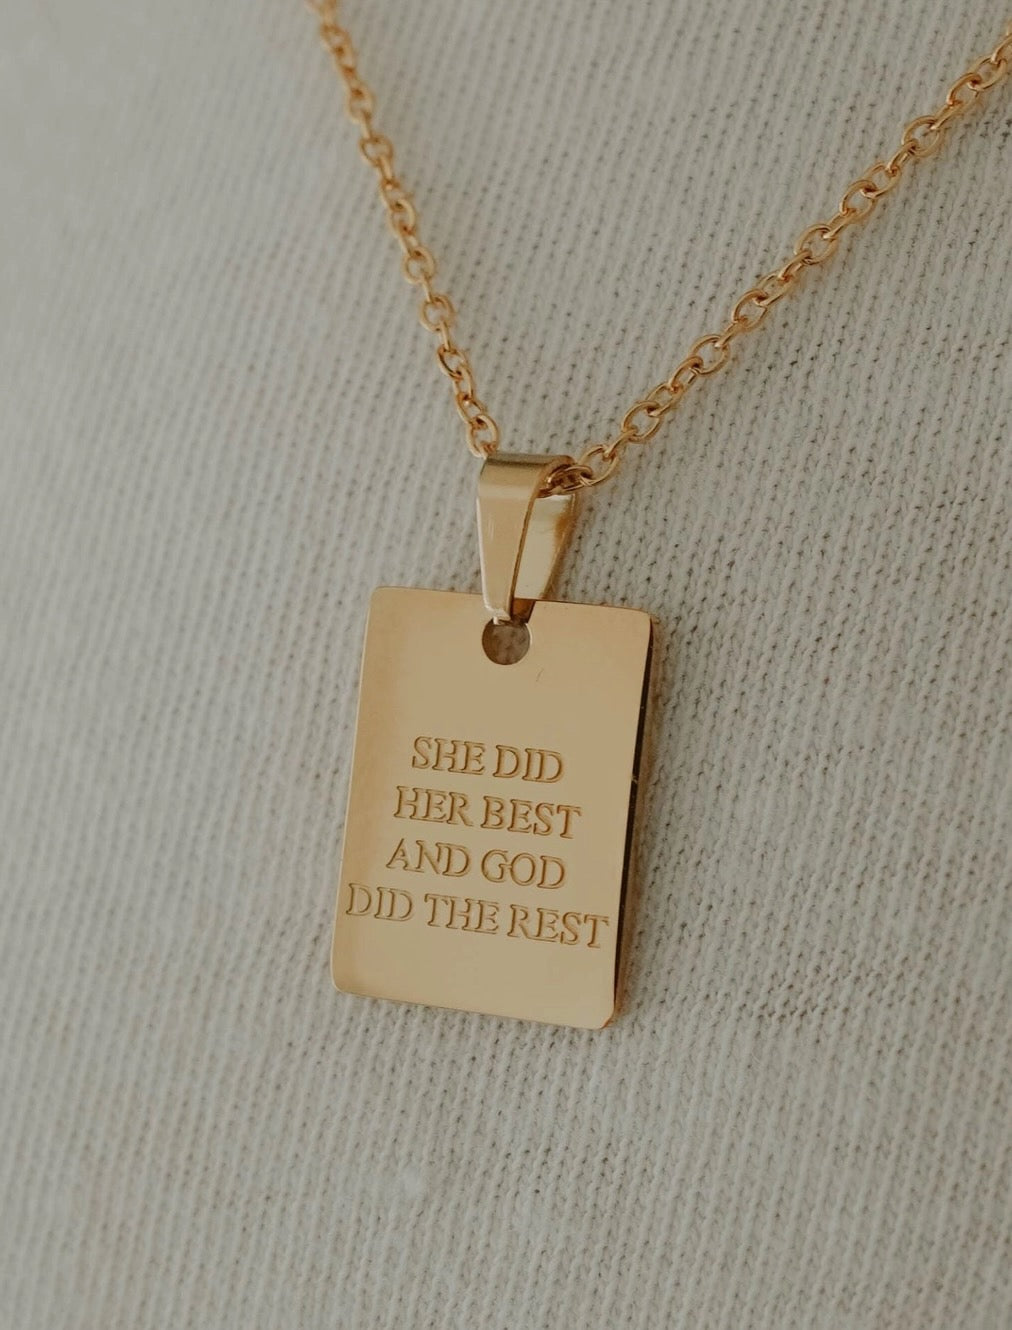 SHE DID
HER BEST
AND GOD
DID THE REST